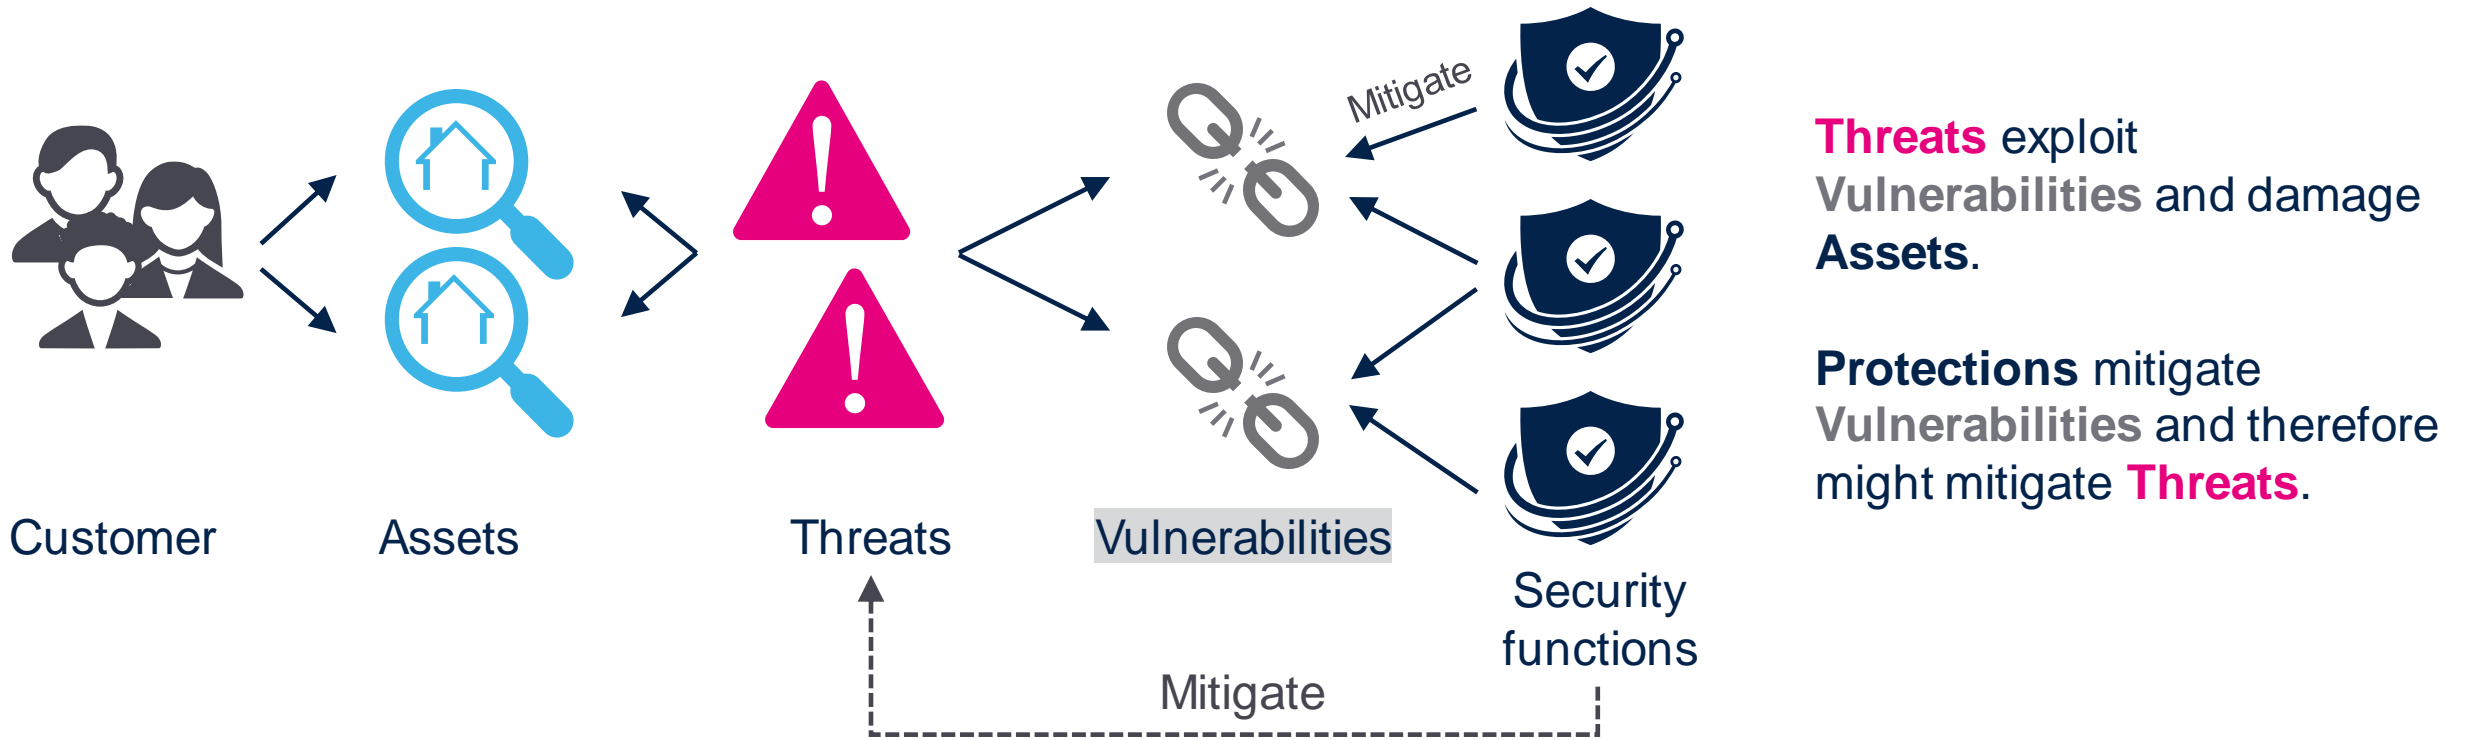 Mitigate
Threats exploit
Vulnerabilities and damage
Assets.
Protections mitigate
Vulnerabilities and therefore
might mitigate Threats.
Customer
Assets
Threats
Vulnerabilities
Security
functions
Mitigate